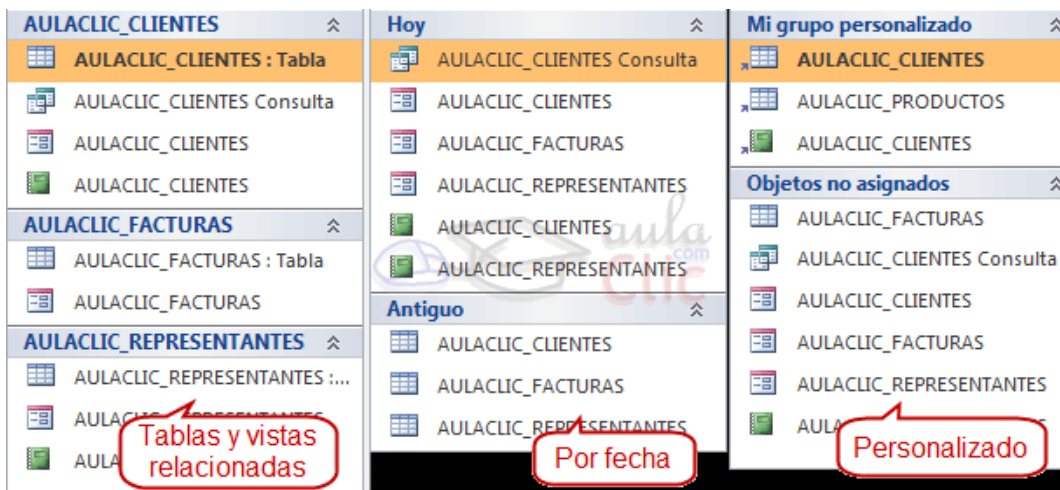 AULACLIC_CLIENTES
AULACLIC_CLIENTES : Tabla
AULACLIC_CLIENTES Consulta
AULACLIC_CLIENTES
AULACLIC_CLIENTES
AULACLIC_FACTURAS
AULACLIC_FACTURAS : Tabla
AULACLIC_FACTURAS
AULACLIC_REPRESENTANTES
AULACLIC_REPRESENTANTES :...
Tablas y vistas
relacionadas
Hoy
AULACLIC_CLIENTES Consulta
AULACLIC_CLIENTES
AULACLIC_FACTURAS
AULACLIC_REPRESENTANTES
AULACLIC_CLIENTES
AULACLIC_REPRESENTANTES
aula
Clic
com
Antiguo
AULACLIC_CLIENTES
AULACLIC_FACTURAS
AULACLIC_REPRESENTANTES
Por fecha
Mi grupo personalizado
AULACLIC_CLIENTES
AULACLIC_PRODUCTOS
AULACLIC_CLIENTES
Objetos no asignados
AULACLIC_FACTURAS
AULACLIC_CLIENTES Consulta
AULACLIC_CLIENTES
AULACLIC_FACTURAS
AULACLIC_REPRESENTANTES
Personalizado